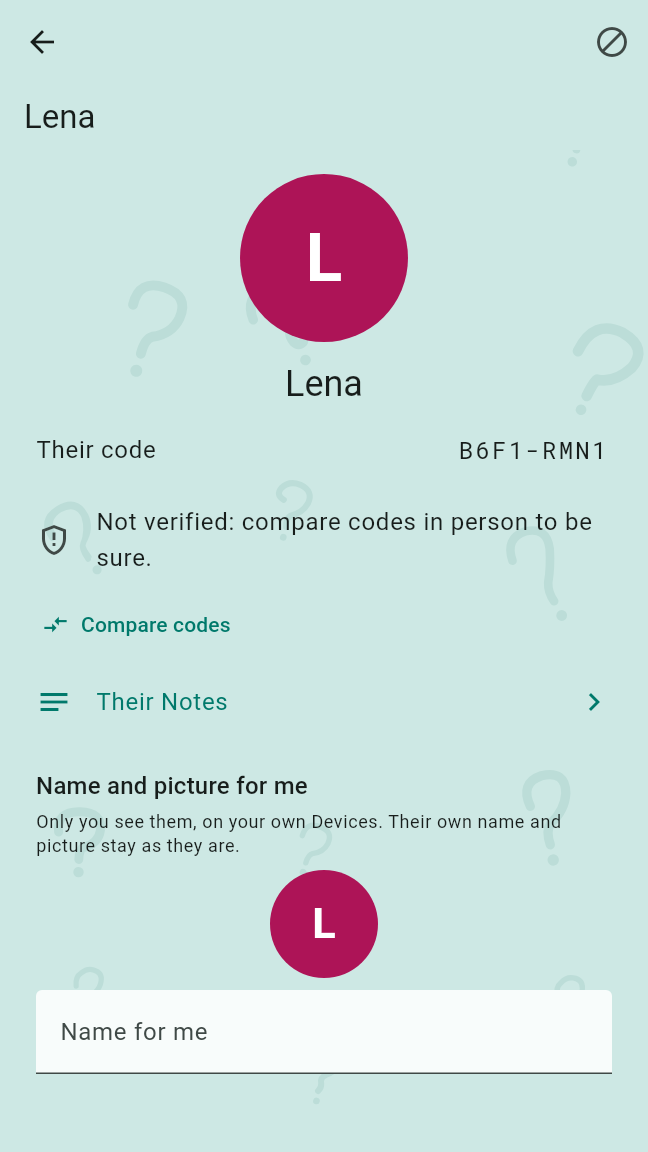 Lena
L
Lena
Their code B6F1-RMN1
Not verified: compare codes in person to be
sure.
Compare codes
Their Notes
Name and picture for me
Only you see them, on your own Devices. Their own name and
picture stay as they are.
L
Name for me